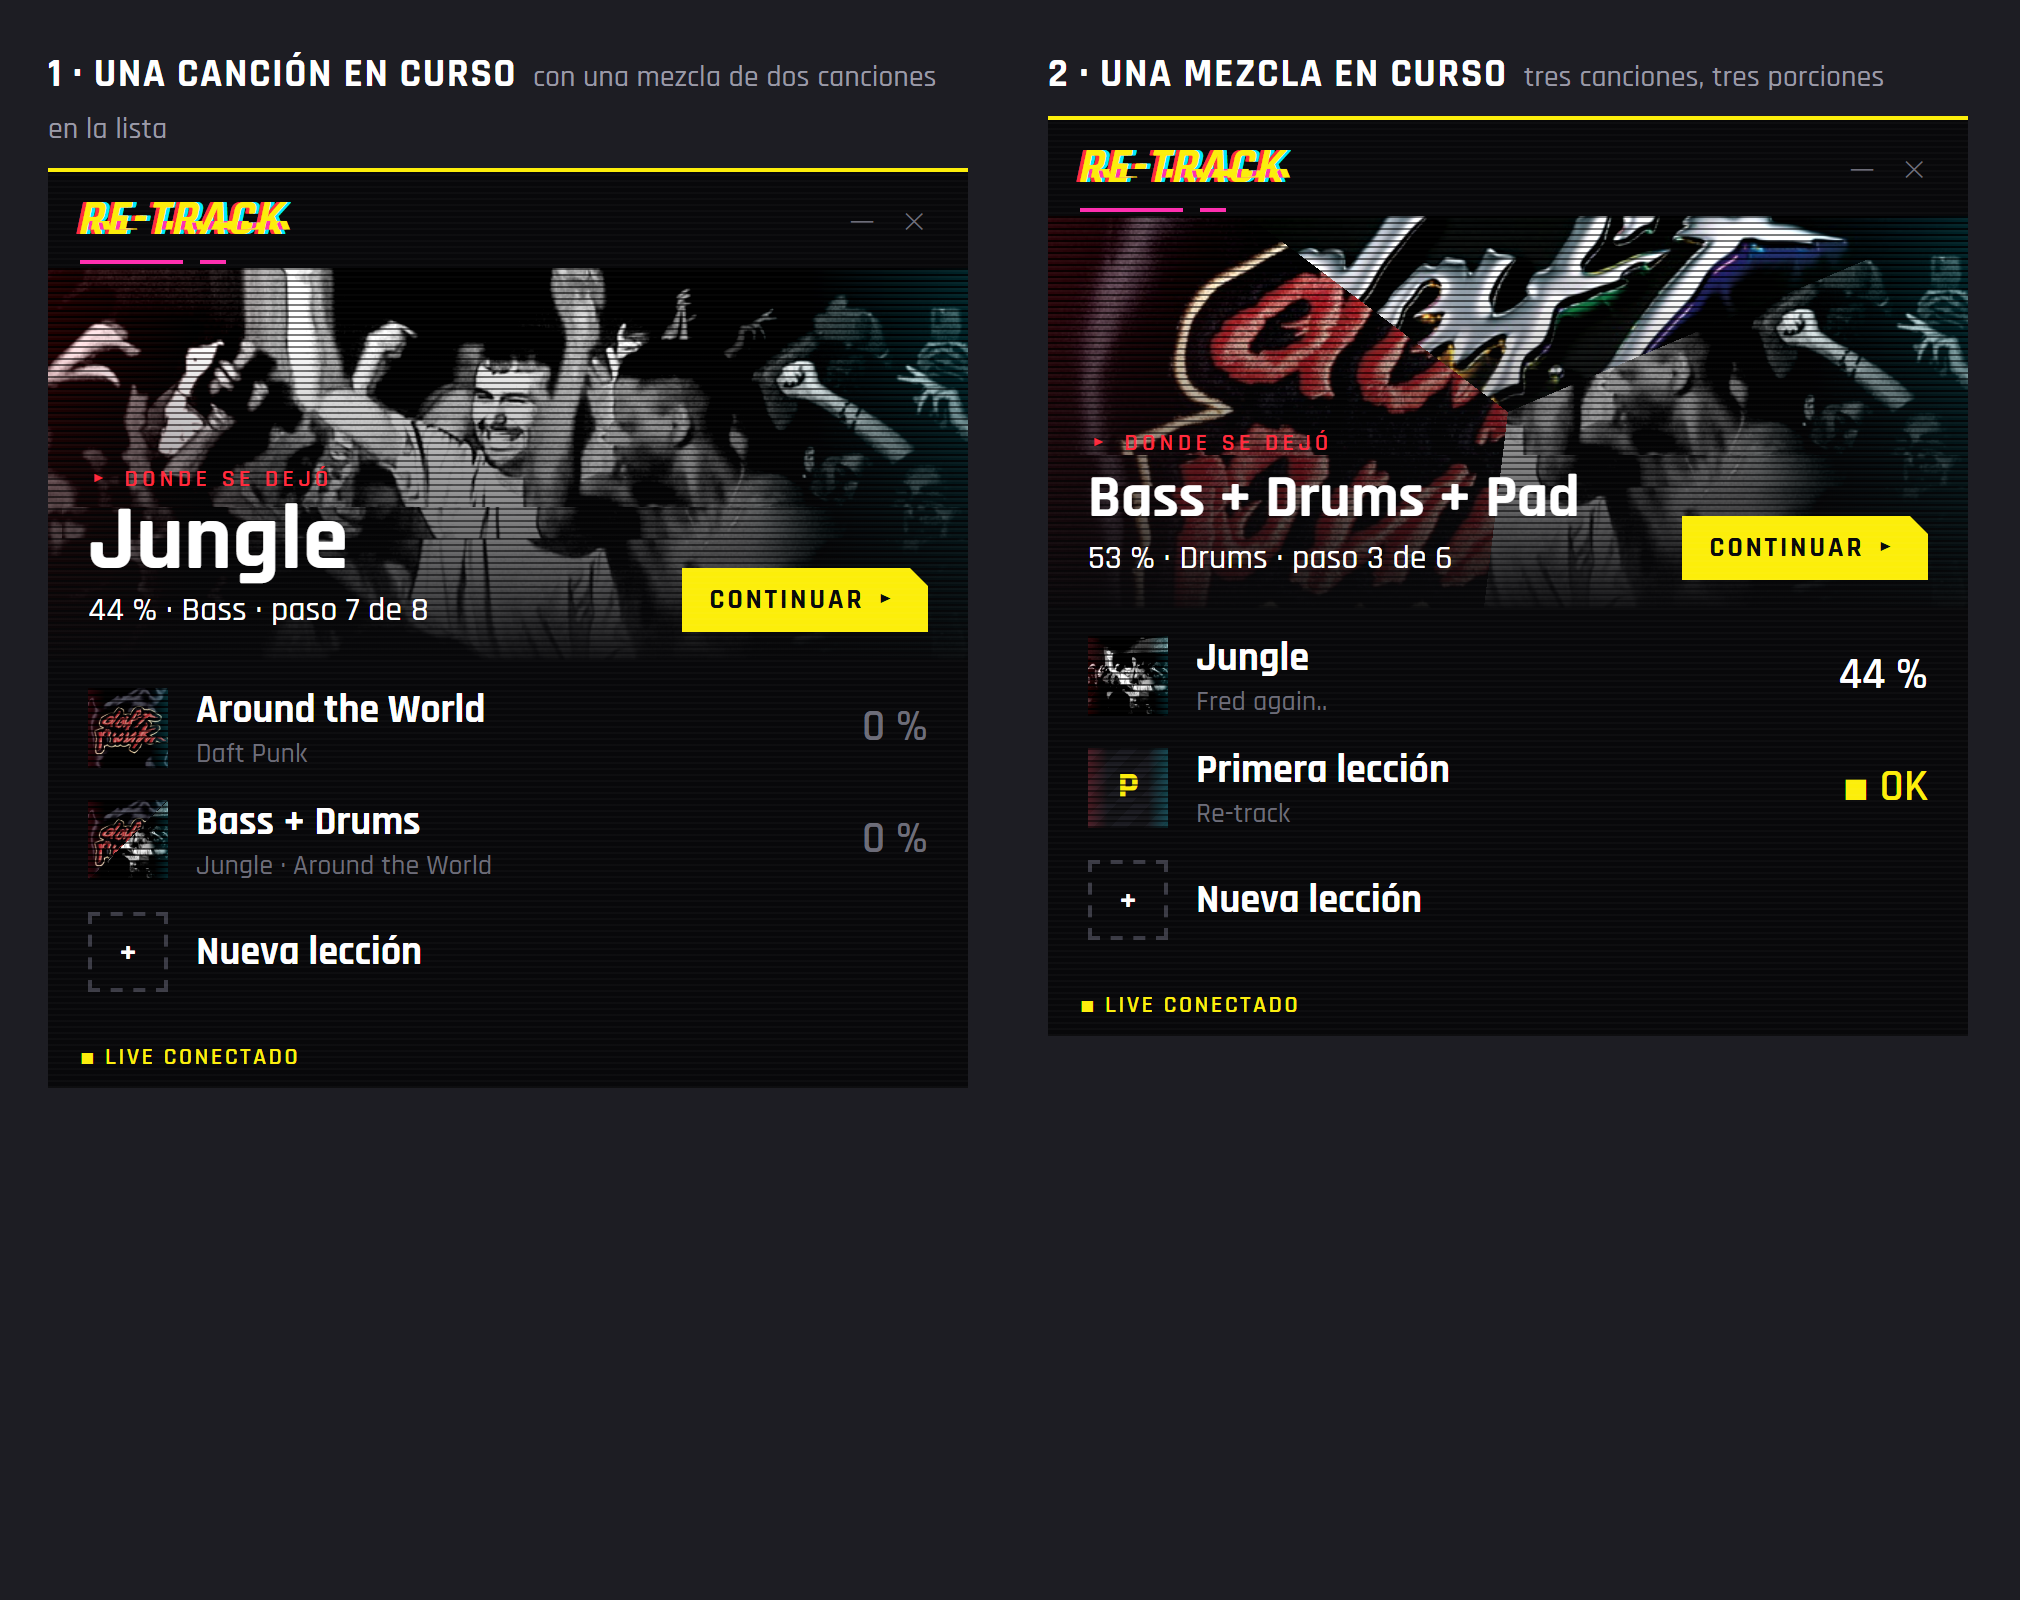 1 · UNA CANCIÓN EN CURSO con una mezcla de dos canciones
en la lista
RE-TRACK
▸ DONDE SE DEJÓ
Jungle
44 % · Bass · paso 7 de 8
CONTINUAR ▸
Around the World
Daft Punk
0 %
Bass + Drums
Jungle · Around the World
0 %
+
Nueva lección
■ LIVE CONECTADO
2 · UNA MEZCLA EN CURSO tres canciones, tres porciones
RE-TRACK
▸ DONDE SE DEJÓ
Bass + Drums + Pad
53 % · Drums · paso 3 de 6
CONTINUAR ▸
Jungle
Fred again..
44 %
P
Primera lección
Re-track
■ OK
+
Nueva lección
■ LIVE CONECTADO